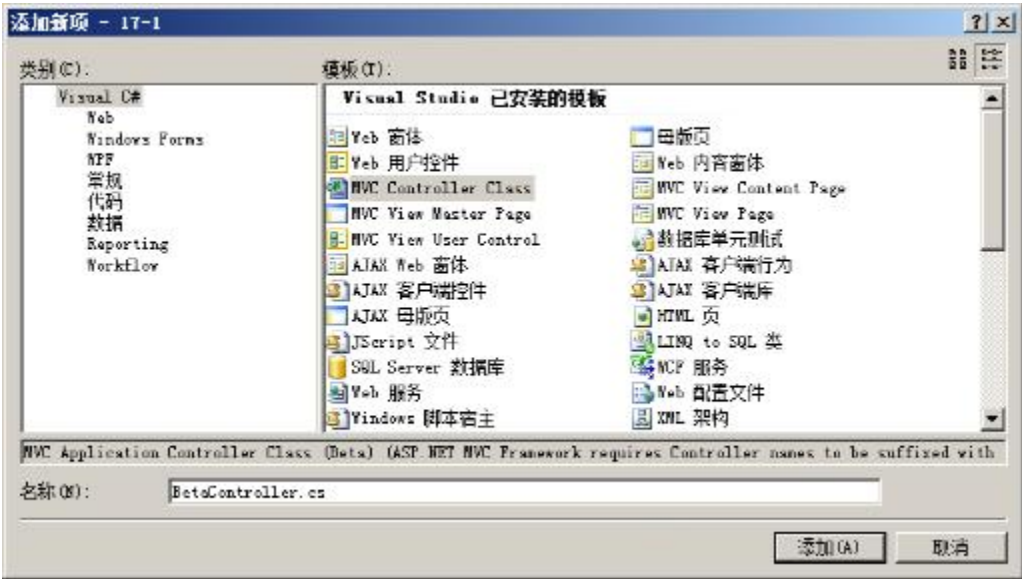 添加新项 - 17-1
类别(C):
模板(T):
Visual C#
Web
Windows Forms
WPF
常规
代码
数据
Reporting
Workflow
Visual Studio 已安装的模板
Web 窗体
母版页
Web 用户控件
Web 内容窗体
MVC Controller Class
MVC View Content Page
MVC View Master Page
MVC View Page
MVC View User Control
数据库单元测试
AJAX Web 窗体
AJAX 客户端行为
AJAX 客户端控件
AJAX 客户端库
AJAX 母版页
HTML 页
JScript 文件
LINQ to SQL 类
SQL Server 数据库
WCF 服务
Web 服务
Web 配置文件
Windows 脚本宿主
XML 架构
MVC Application Controller Class (Beta) (ASP.NET MVC Framework requires Controller names to be suffixed with
名称(N):
BetaController.cs
添加(A)
取消